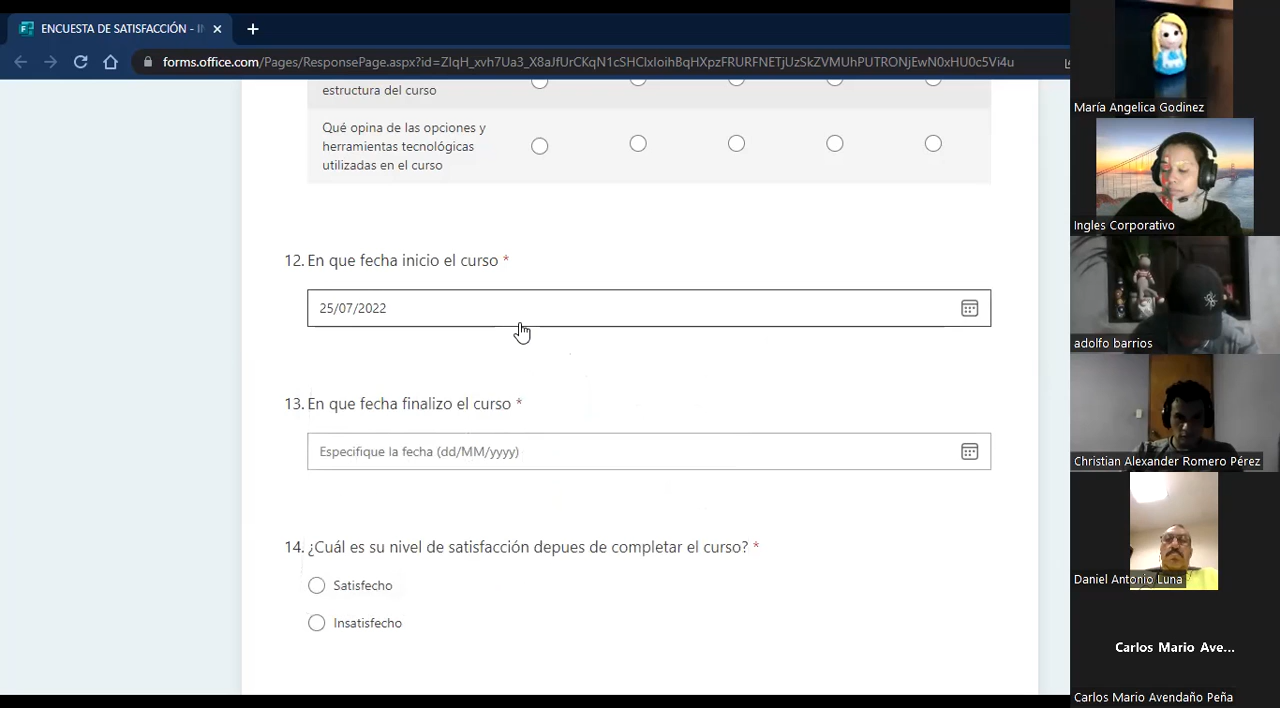 ENCUESTA DE SATISFACCIÓN - I
forms.office.com/Pages/ResponsePage.aspx?id=
estructura del curso
Qué opina de las opciones y
herramientas tecnológicas
utilizadas en el curso
12. En que fecha inicio el curso *
25/07/2022
13. En que fecha finalizo el curso *
Especifique la fecha (dd/MM/yyyy)
14. ¿Cuál es su nivel de satisfacción depues de completar el curso? *
Satisfecho
Insatisfecho
María Angelica Godinez
Ingles Corporativo
adolfo barrios
Christian Alexander Romero Pérez
Daniel Antonio Luna
Carlos Mario Ave...
Carlos Mario Avendaño Peña